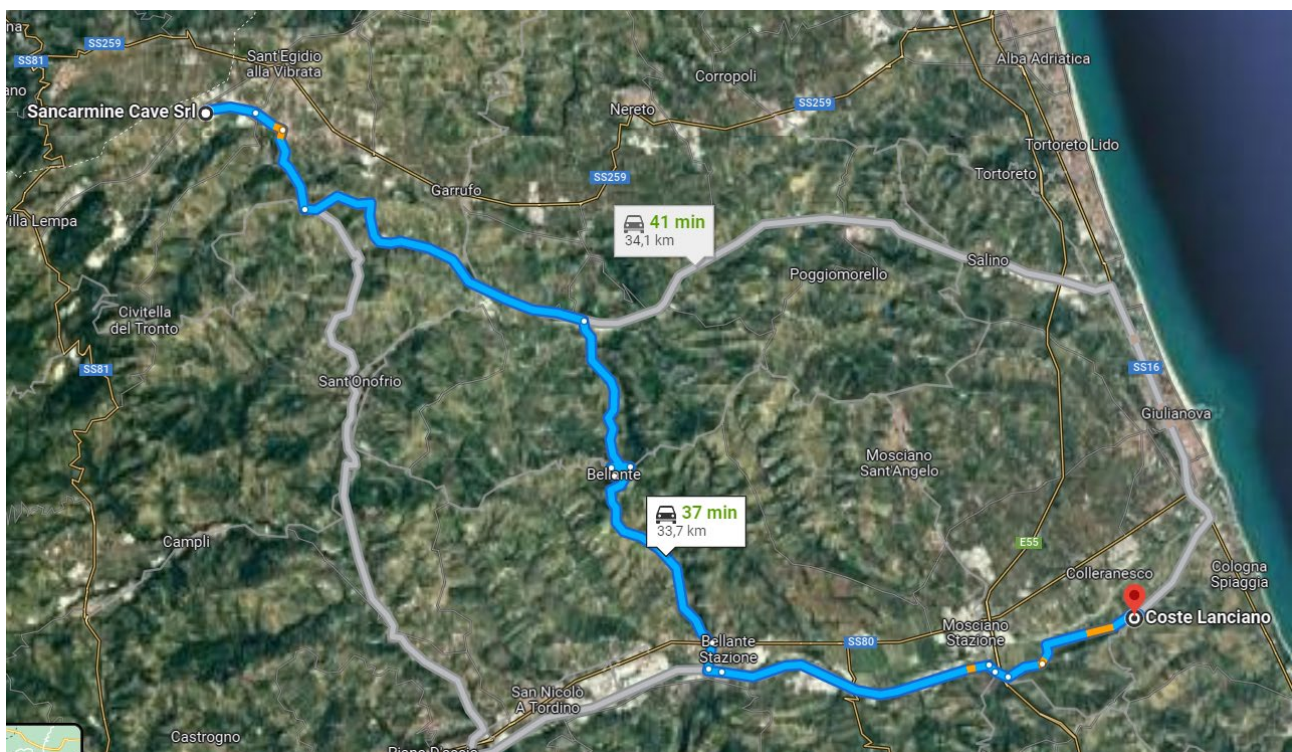 SS259
SS81
Sant'Egidio
alla Vibrata
Sancarmine Cave Srl
Corropoli
Alba Adriatica
Nereto
SS259
Tortoreto Lido
Garrufo
SS259
Tortoreto
Villa Lempa
41 min
34,1 km
Salino
Poggiomorello
Civitella
del Tronto
SS81
Sant'Onofrio
SS16
Giulianova
Mosciano
Sant'Angelo
Bellante
37 min
33,7 km
Campli
E55
Colleranesco
Cologna
Spiaggia
Coste Lanciano
Mosciano
Stazione
Bellante
Stazione
SS80
San Nicolò
A Tordino
Castrogno